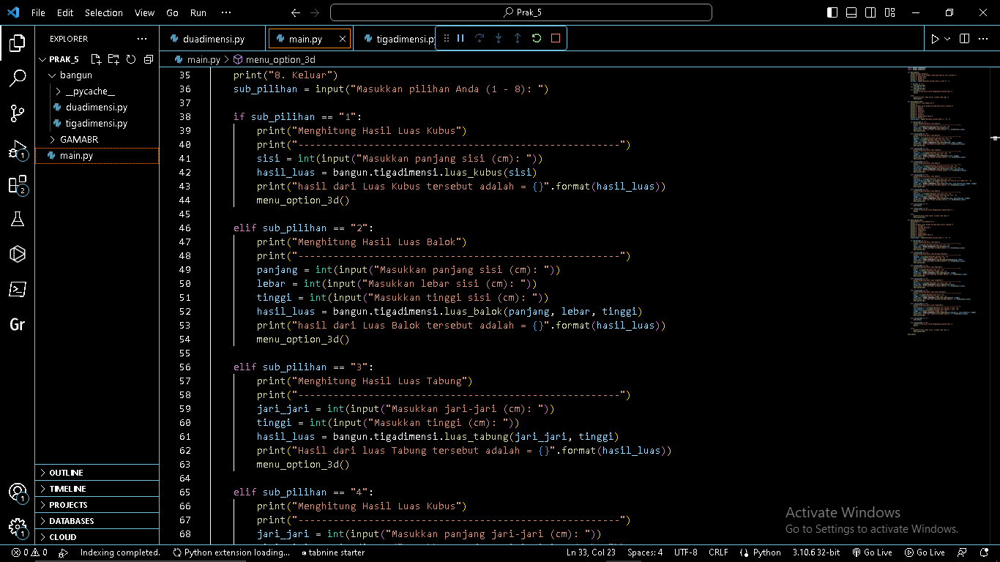 File Edit Selection View Go Run ··· Prak_5
EXPLORER ···
PRAK_5
bangun
__pycache__
duadimensi.py
tigadimensi.py
GAMABR
main.py
OUTLINE
TIMELINE
PROJECTS
DATABASES
CLOUD
1
2
Gr
1
1
duadimensi.py main.py tigadimensi.py
main.py > menu_option_3d
35 print("8. Keluar")
36 sub_pilihan = input("Masukkan pilihan Anda (1 - 8): ")
37
38 if sub_pilihan == "1":
39 print("Menghitung Hasil Luas Kubus")
40 print("-------------------------------------------------------")
41 sisi = int(input("Masukkan panjang sisi (cm): "))
42 hasil_luas = bangun.tigadimensi.luas_kubus(sisi)
43 print("hasil dari Luas Kubus tersebut adalah = {}".format(hasil_luas))
44 menu_option_3d()
45
46 elif sub_pilihan == "2":
47 print("Menghitung Hasil Luas Balok")
48 print("-------------------------------------------------------")
49 panjang = int(input("Masukkan panjang sisi (cm): "))
50 lebar = int(input("Masukkan lebar sisi (cm): "))
51 tinggi = int(input("Masukkan tinggi sisi (cm): "))
52 hasil_luas = bangun.tigadimensi.luas_balok(panjang, lebar, tinggi)
53 print("hasil dari Luas Balok tersebut adalah = {}".format(hasil_luas))
54 menu_option_3d()
55
56 elif sub_pilihan == "3":
57 print("Menghitung Hasil Luas Tabung")
58 print("-------------------------------------------------------")
59 jari_jari = int(input("Masukkan jari-jari (cm): "))
60 tinggi = int(input("Masukkan tinggi (cm): "))
61 hasil_luas = bangun.tigadimensi.luas_tabung(jari_jari, tinggi)
62 print("Hasil dari luas Tabung tersebut adalah = {}".format(hasil_luas))
63 menu_option_3d()
64
65 elif sub_pilihan == "4":
66 print("Menghitung Hasil Luas Kubus")
67 print("-------------------------------------------------------")
68 jari_jari = int(input("Masukkan panjang jari-jari (cm): "))
Activate Windows
Go to Settings to activate Windows.
0 0 Indexing completed. Python extension loading... tabnine starter Ln 33, Col 23 Spaces: 4 UTF-8 CRLF Python 3.10.6 32-bit Go Live Go Live